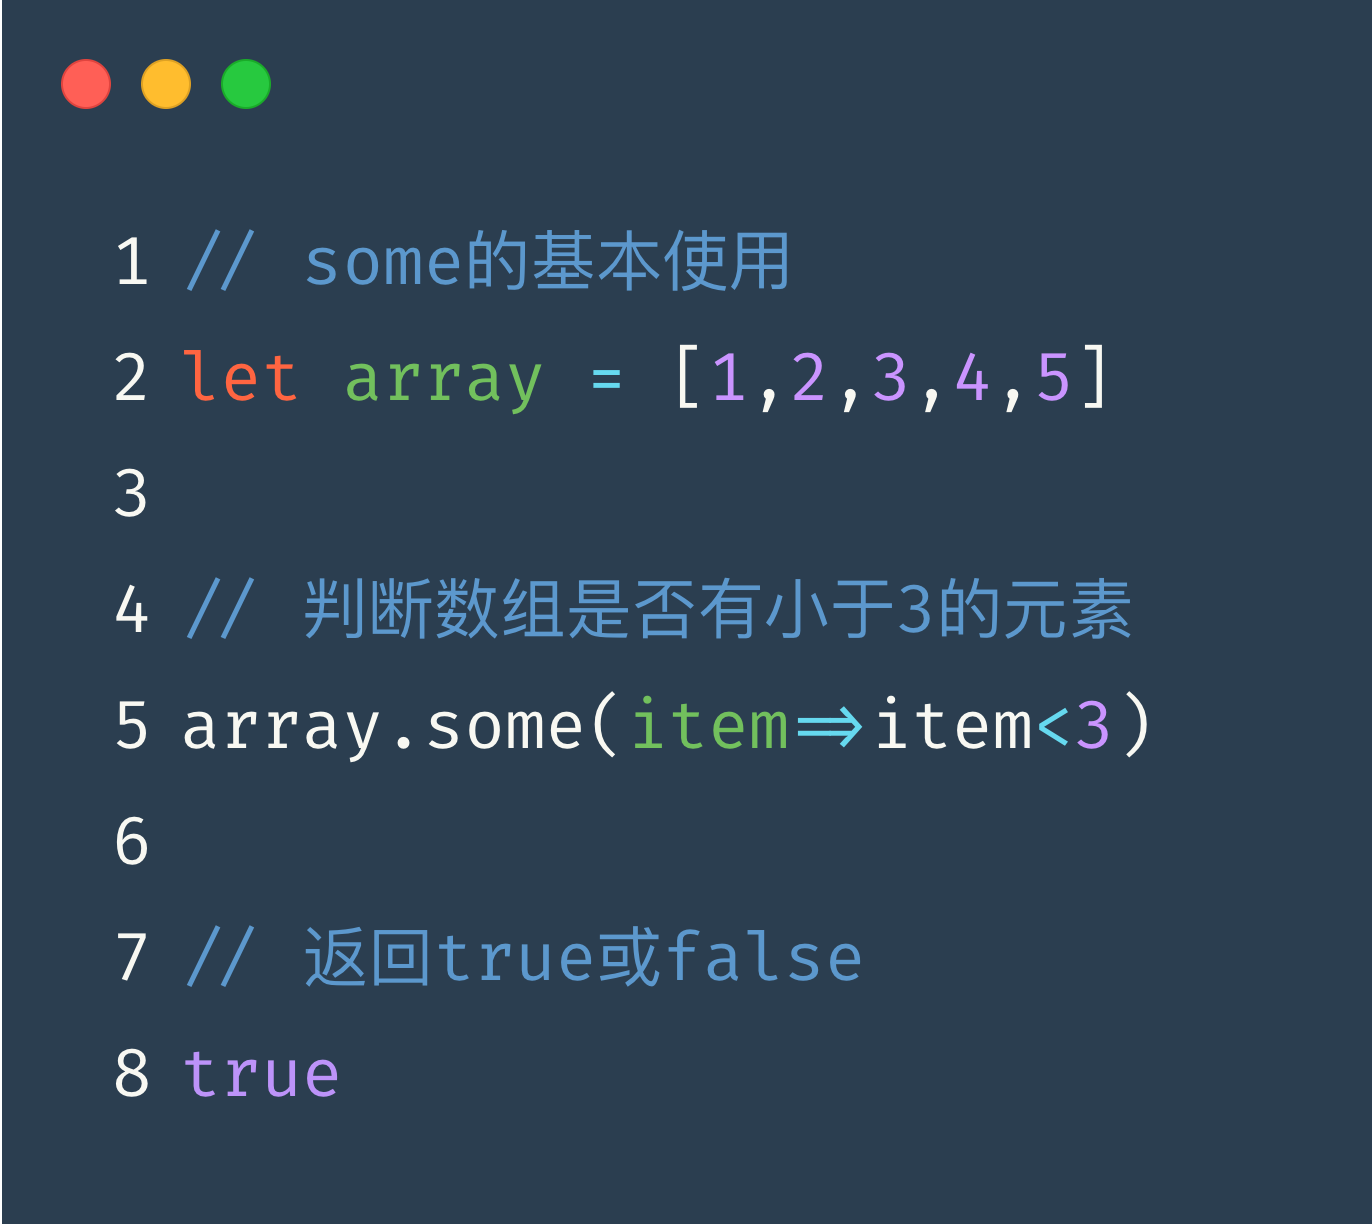 1 // some的基本使用
2 let array = [1,2,3,4,5]
3
4 // 判断数组是否有小于3的元素
5 array.some(item=>item<3)
6
7 // 返回true或false
8 true